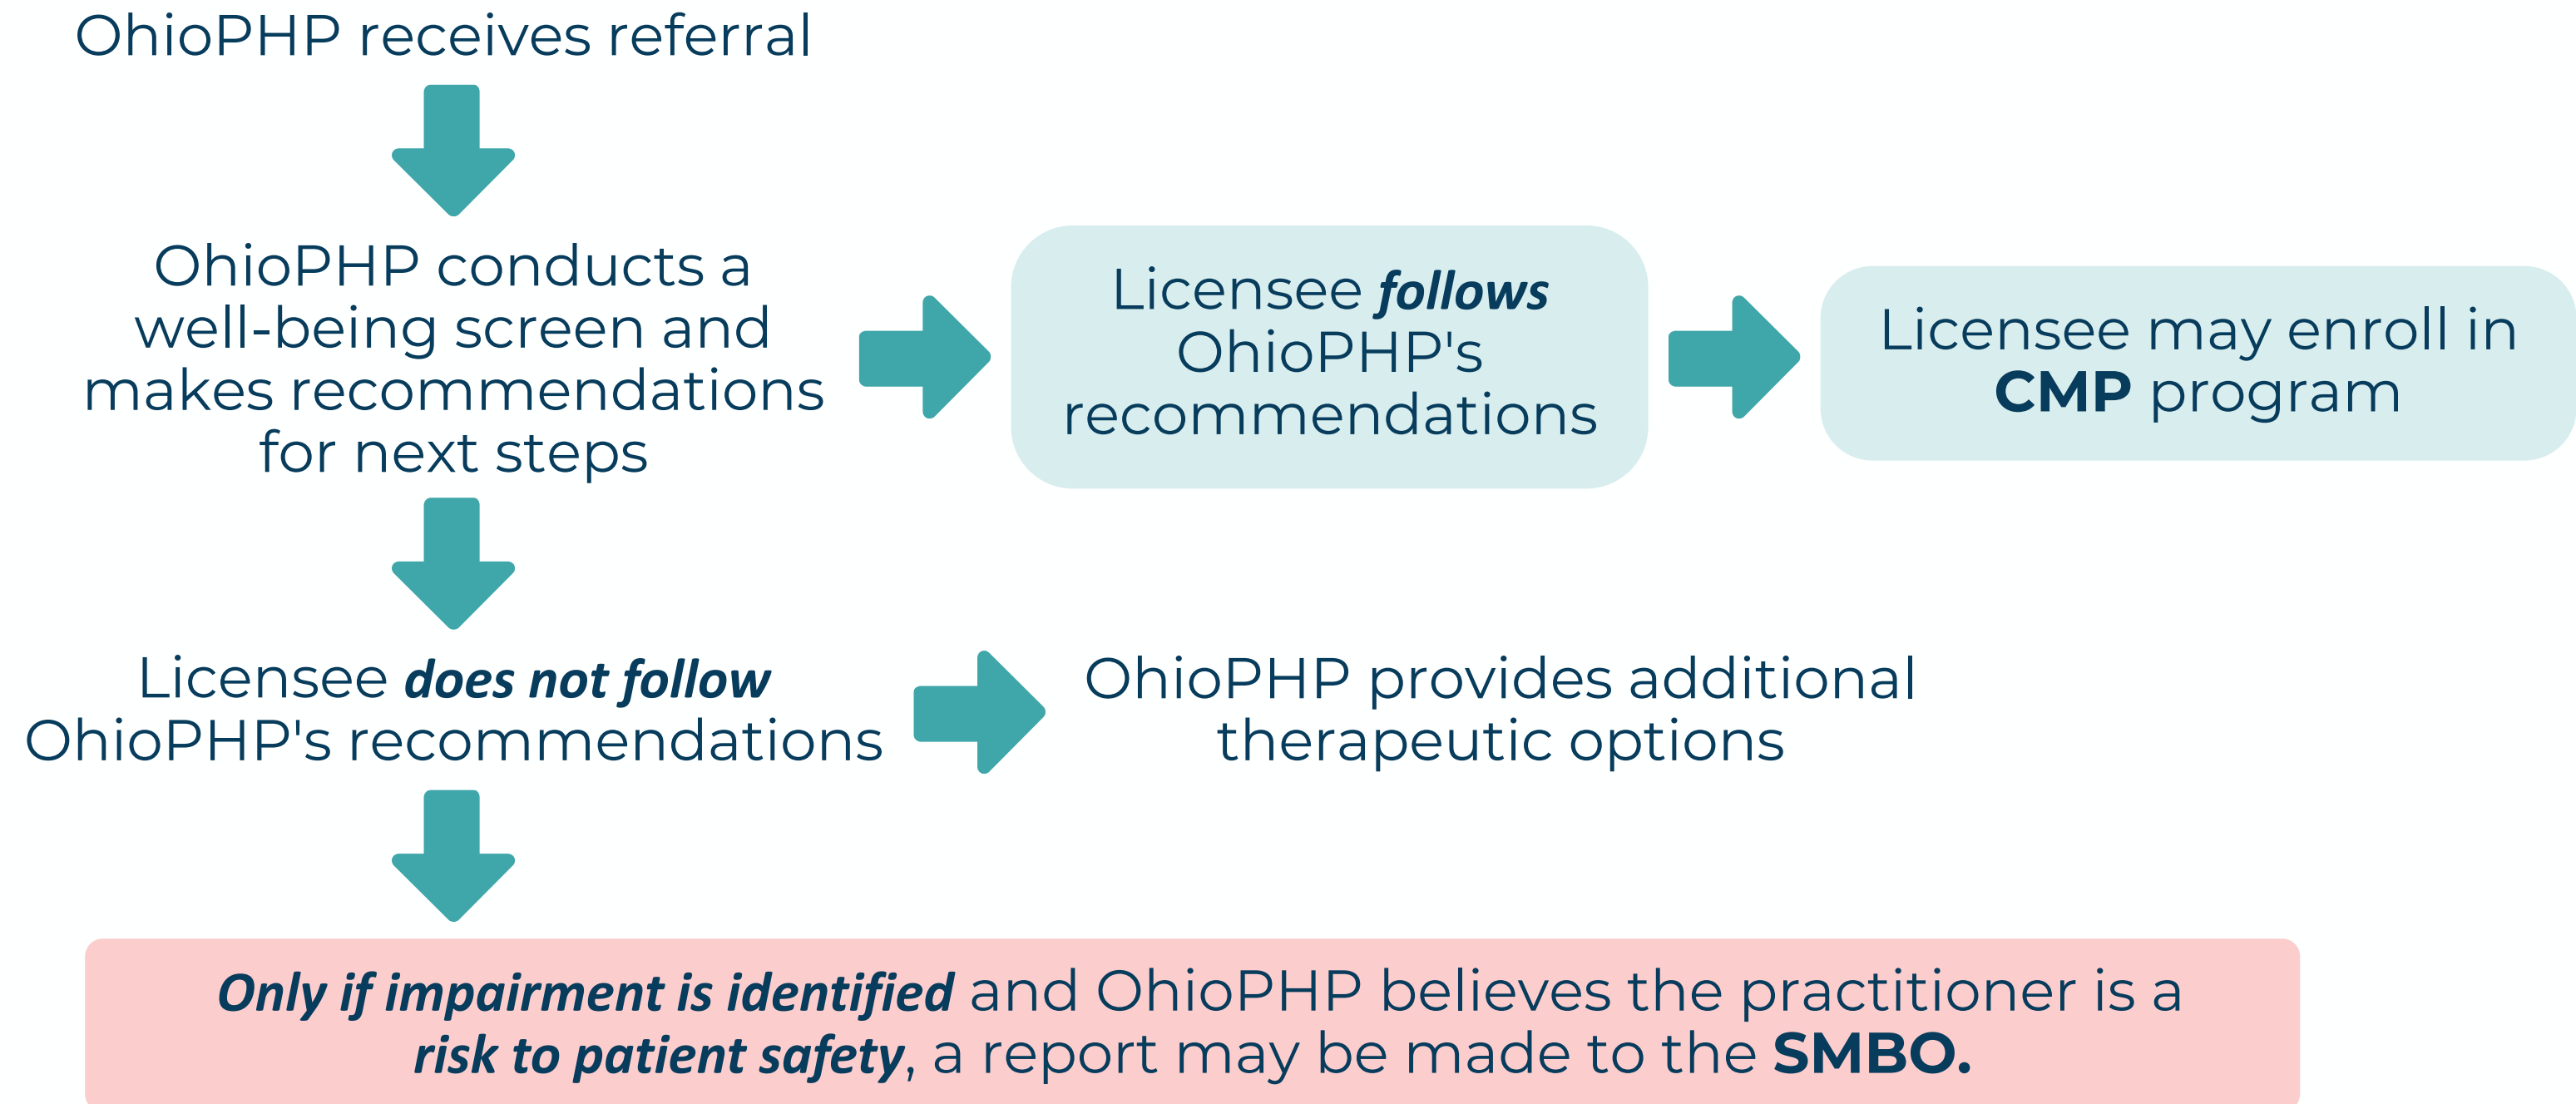 OhioPHP receives referral
OhioPHP conducts a
well-being screen and
makes recommendations
for next steps
Licensee follows
OhioPHP's
recommendations
Licensee may enroll in
CMP program
Licensee does not follow
OhioPHP's recommendations
OhioPHP provides additional
therapeutic options
Only if impairment is identified and OhioPHP believes the practitioner is a
risk to patient safety, a report may be made to the SMBO.